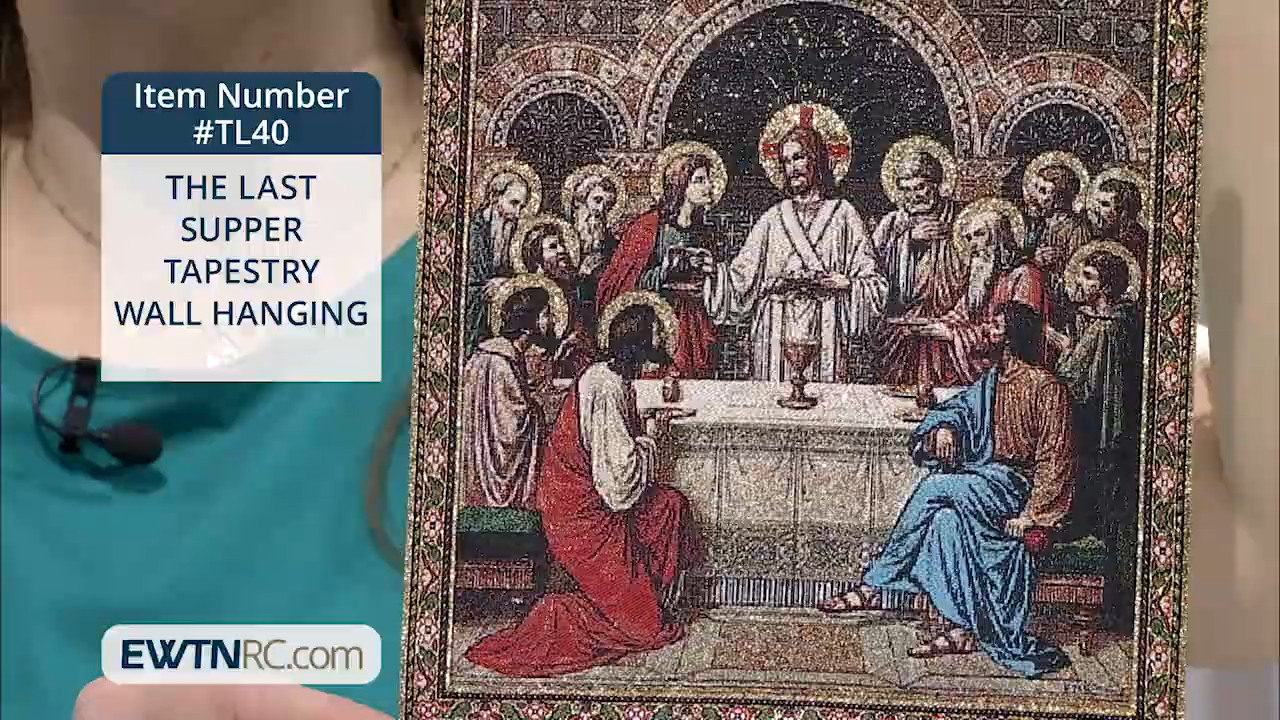 Item Number
#TL40
THE LAST
SUPPER
TAPESTRY
WALL HANGING
EWTNRC.com